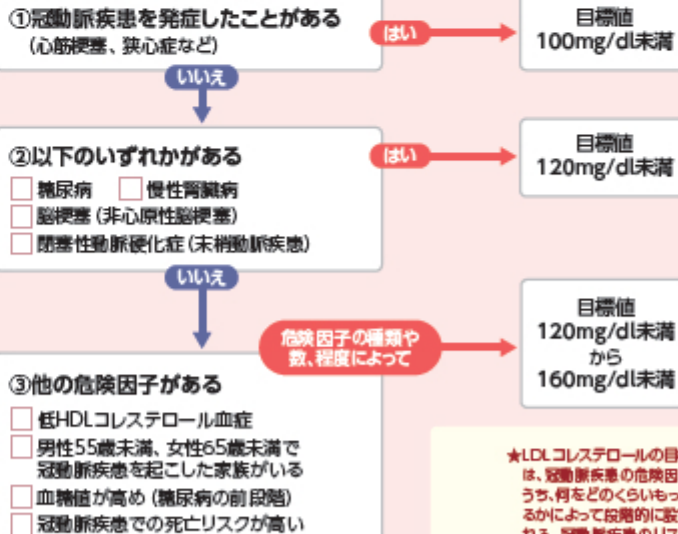 ①冠動脈疾患を発症したことがある
(心筋梗塞、狭心症など)
はい
目標値
100mg/dl未満
いいえ
②以下のいずれかがある
糖尿病 慢性腎臓病
脳梗塞(非心原性脳梗塞)
閉塞性動脈硬化症(末梢動脈疾患)
はい
目標値
120mg/dl未満
いいえ
危険因子の種類や
数、程度によって
目標値
120mg/dl未満
から
160mg/dl未満
③他の危険因子がある
低HDLコレステロール血症
男性55歳未満、女性65歳未満で
冠動脈疾患を起こした家族がいる
血糖値が高め(糖尿病の前段階)
冠動脈疾患での死亡リスクが高い
★LDLコレステロールの目
は、冠動脈疾患の危険因
うち、何をどのくらいもっ
るかによって段階的に設
れる。冠動脈疾患のリス